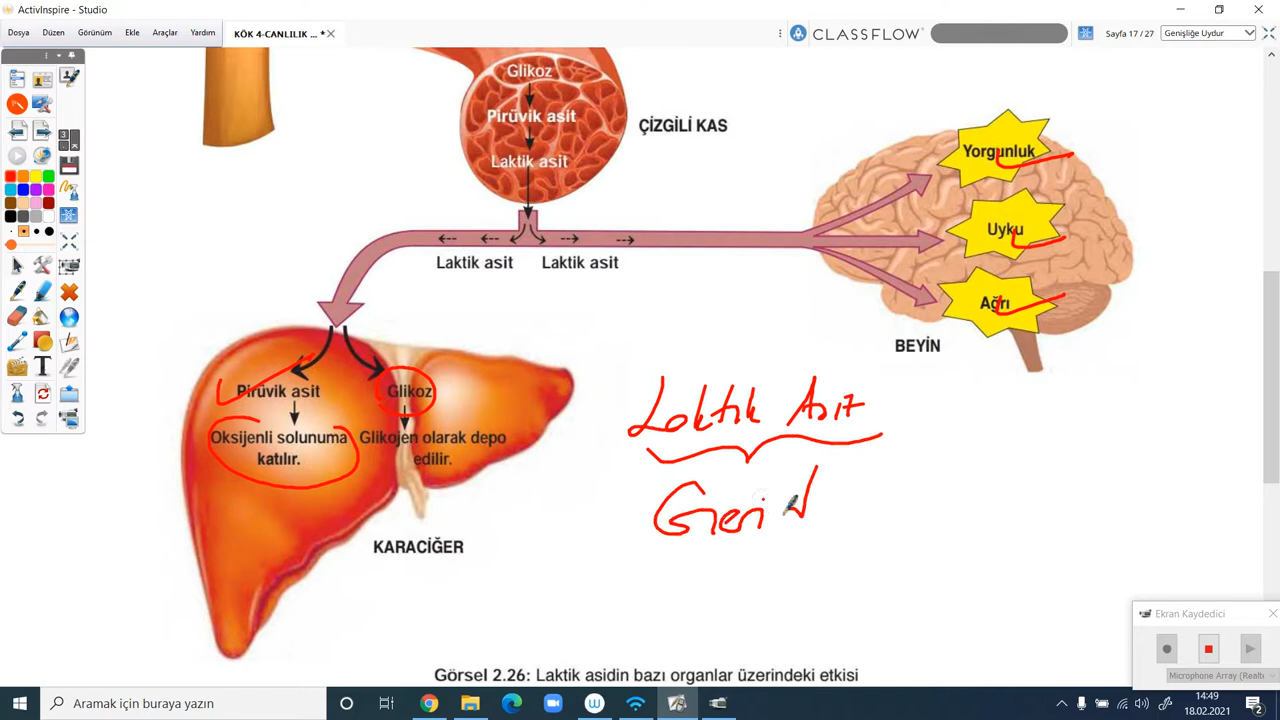 ActivInspire - Studio
Dosya Düzen Görünüm Ekle Araçlar Yardım
KÖK 4-CANLILIK ... *
CLASSFLOW
Sayfa 17 / 27
Genişliğe Uydur
3
Glikoz
Pirüvik asit
Laktik asit
ÇİZGİLİ KAS
Yorgunluk
Uyku
Ağrı
BEYİN
Laktik asit
Laktik asit
Pirüvik asit
Oksijenli solunuma
katılır.
Glikoz
Glikojen olarak depo
edilir.
KARACİĞER
Laktik Asit
Geri
Görsel 2.26: Laktik asidin bazı organlar üzerindeki etkisi
Ekran Kaydedici
Microphone Array (Realt
Aramak için buraya yazın
14:49
18.02.2021
2